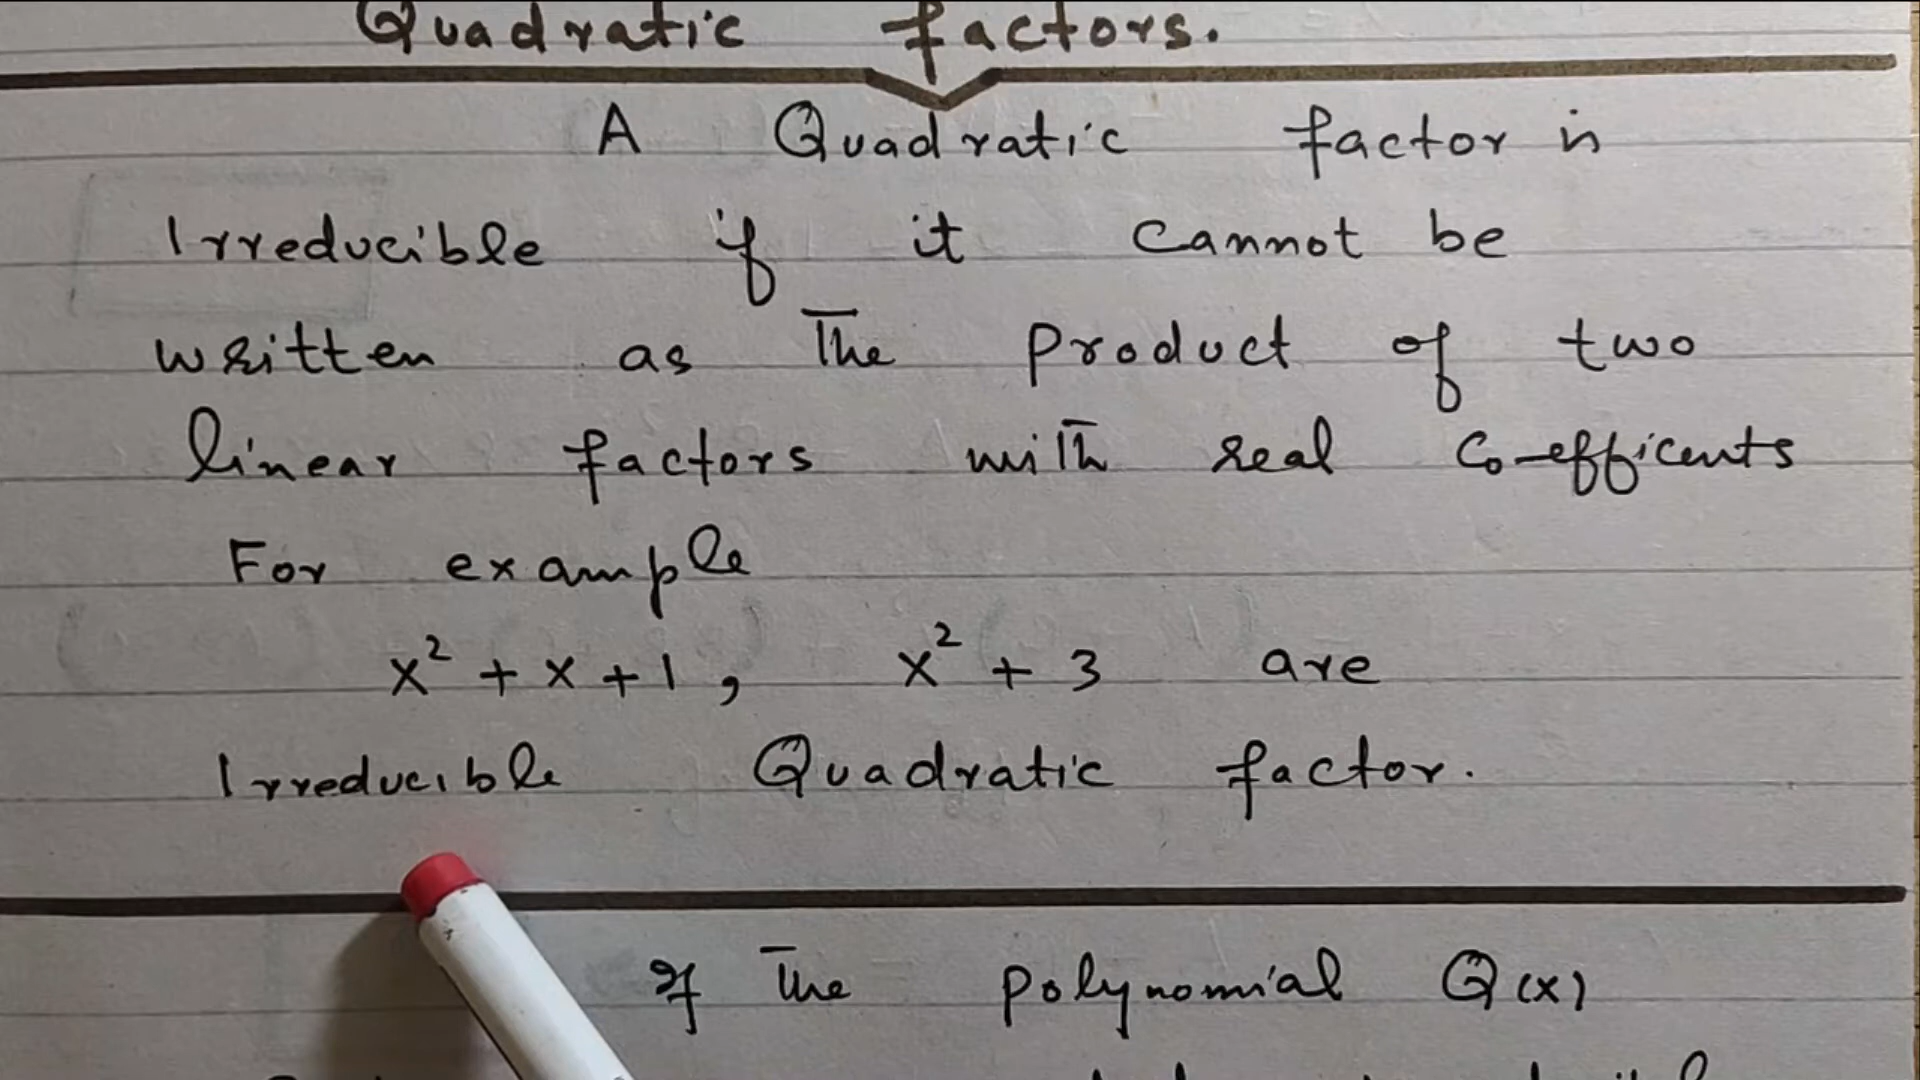 Quadratic factors.
A Quadratic factor is
Irreducible if it cannot be
written as The product of two
linear factors with real Co-efficents
For example
x² + x + 1, x² + 3 are
Irreducible Quadratic factor.
If The polynomial Q(x)